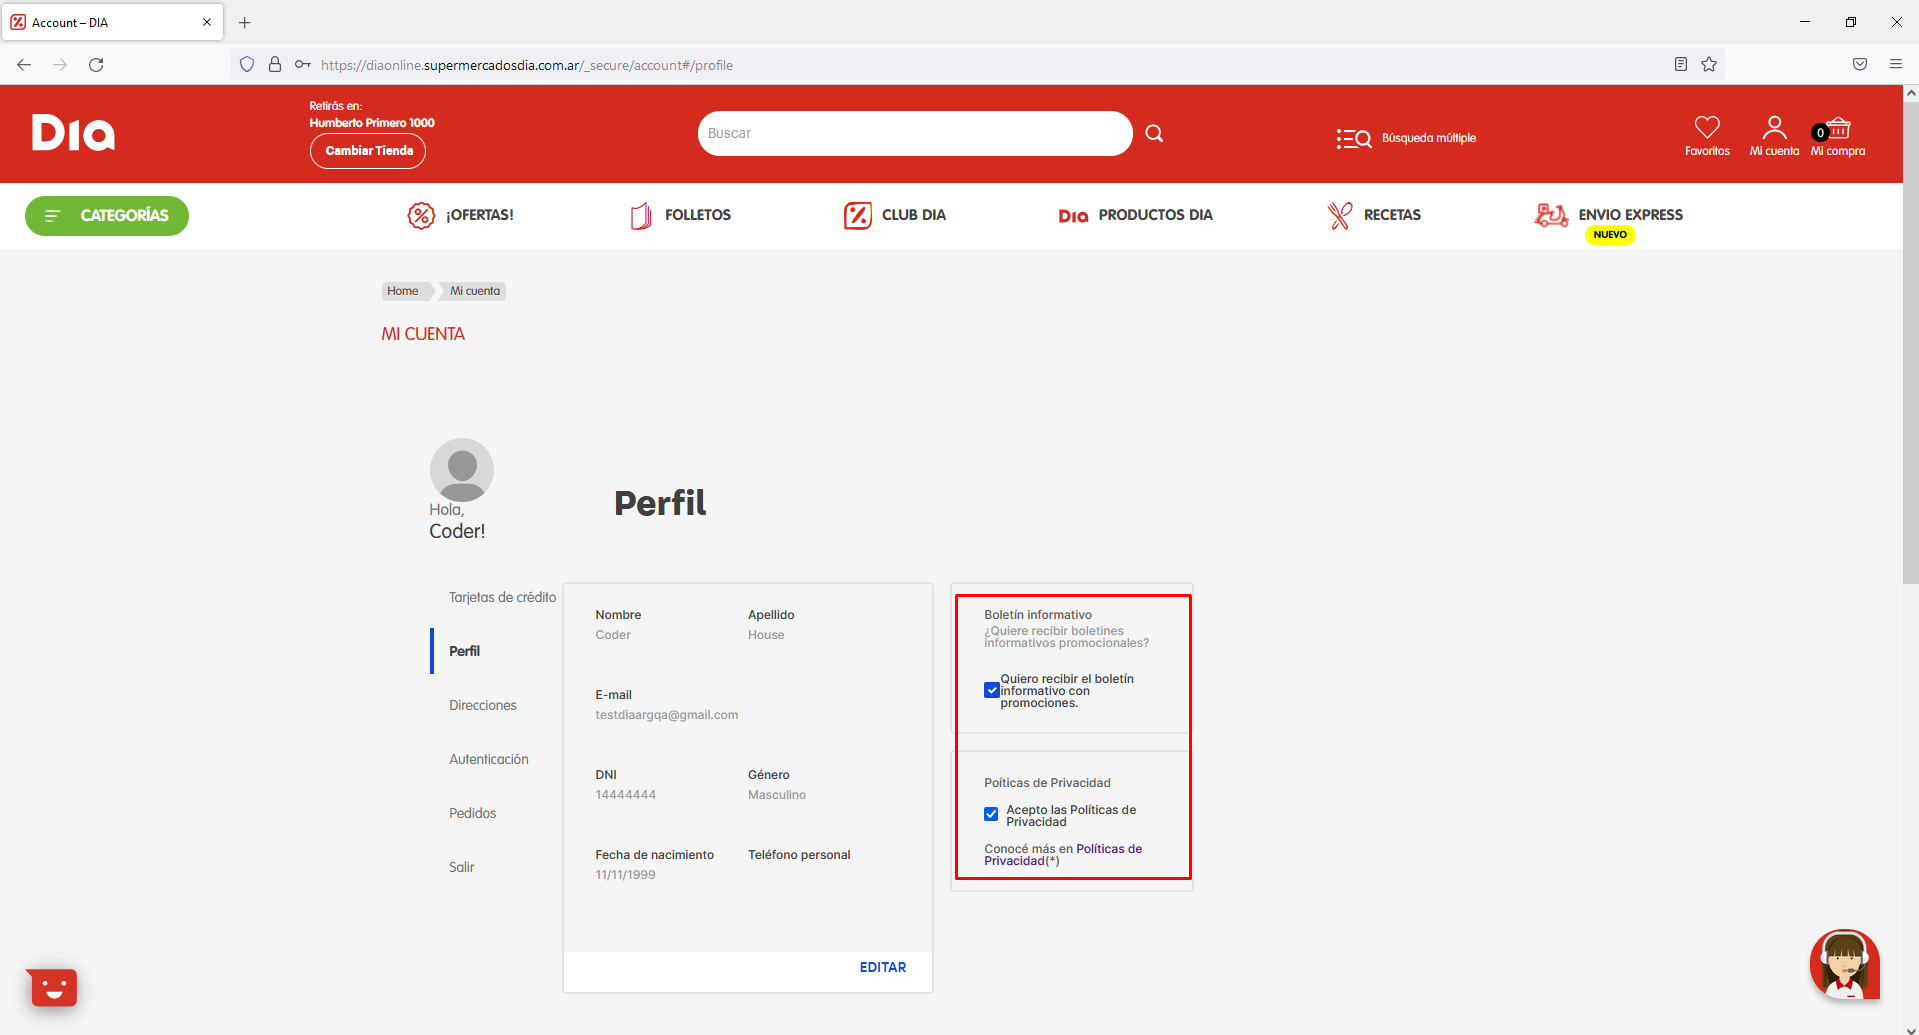 Account – DIA
https://diaonline.supermercadosdia.com.ar/_secure/account#/profile
Dia
Retirás en:
Humberto Primero 1000
Cambiar Tienda
Buscar
Búsqueda múltiple
Favoritos
Mi cuenta
0
Mi compra
CATEGORÍAS
¡OFERTAS!
FOLLETOS
CLUB DIA
Dia PRODUCTOS DIA
RECETAS
ENVIO EXPRESS
NUEVO
Home
Mi cuenta
MI CUENTA
Hola,
Coder!
Perfil
Tarjetas de crédito
Perfil
Direcciones
Autenticación
Pedidos
Salir
Nombre
Coder
Apellido
House
E-mail
testdiaargqa@gmail.com
DNI
14444444
Género
Masculino
Fecha de nacimiento
11/11/1999
Teléfono personal
EDITAR
Boletín informativo
¿Quiere recibir boletines
informativos promocionales?
Quiero recibir el boletín
informativo con
promociones.
Poíticas de Privacidad
Acepto las Políticas de
Privacidad
Conocé más en Políticas de
Privacidad(*)